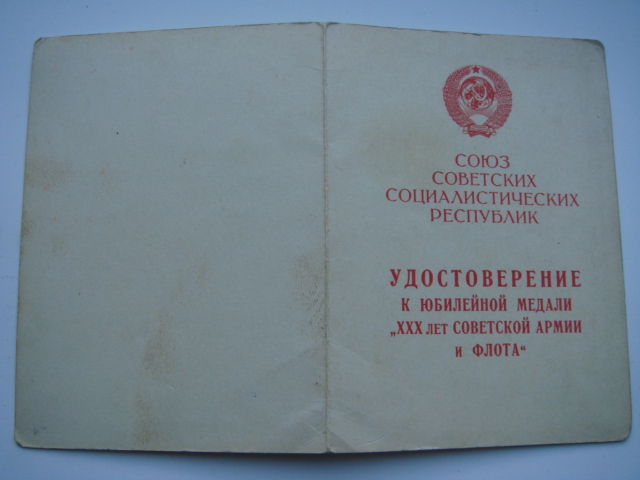 СОЮЗ
СОВЕТСКИХ
СОЦИАЛИСТИЧЕСКИХ
РЕСПУБЛИК
УДОСТОВЕРЕНИЕ
К ЮБИЛЕЙНОЙ МЕДАЛИ
„XXX ЛЕТ СОВЕТСКОЙ АРМИИ
И ФЛОТА“